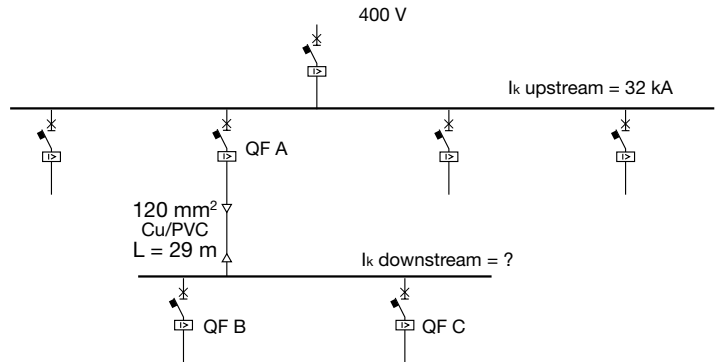 400 V
Iₖ upstream = 32 kA
I>
I>
I>
I>
I>
QF A
120 mm²
Cu/PVC
L = 29 m
Iₖ downstream = ?
I>
QF B
I>
QF C